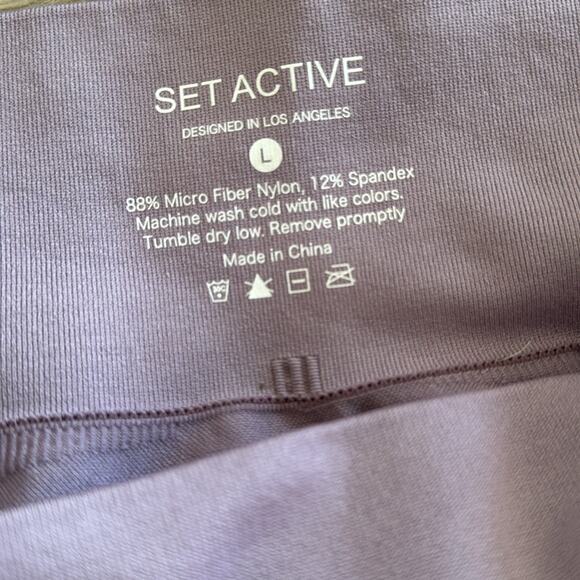 SET ACTIVE
DESIGNED IN LOS ANGELES
L
88% Micro Fiber Nylon, 12% Spandex
Machine wash cold with like colors.
Tumble dry low. Remove promptly
Made in China
30C